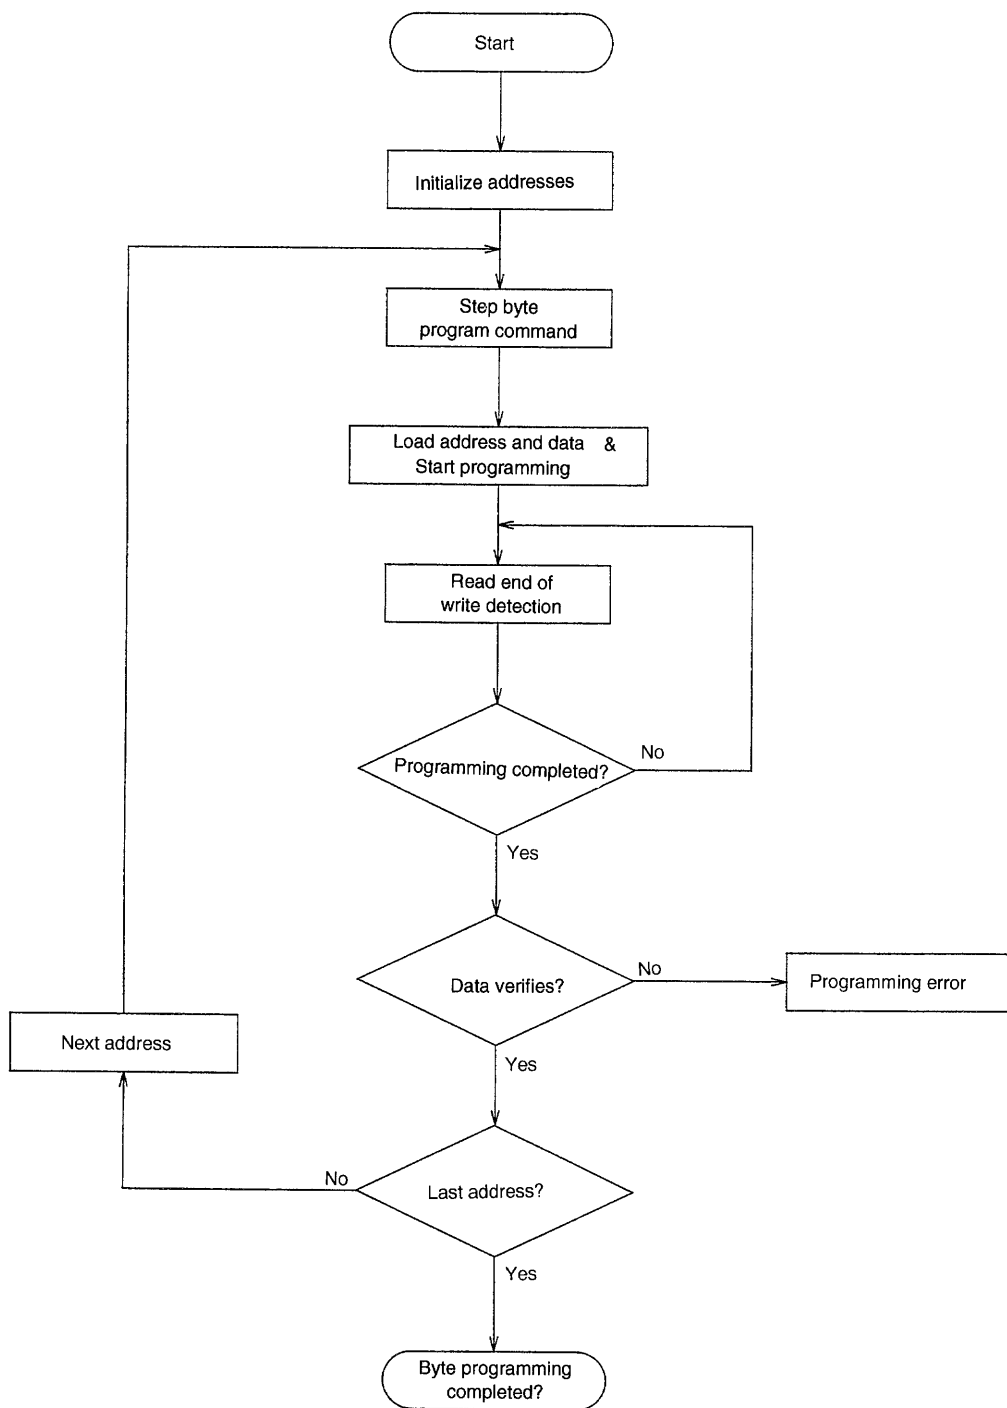 Start
Initialize addresses
Step byte
program command
Load address and data &
Start programming
Read end of
write detection
Programming completed?
No
Yes
Data verifies?
No
Programming error
Next address
Yes
No
Last address?
Yes
Byte programming
completed?